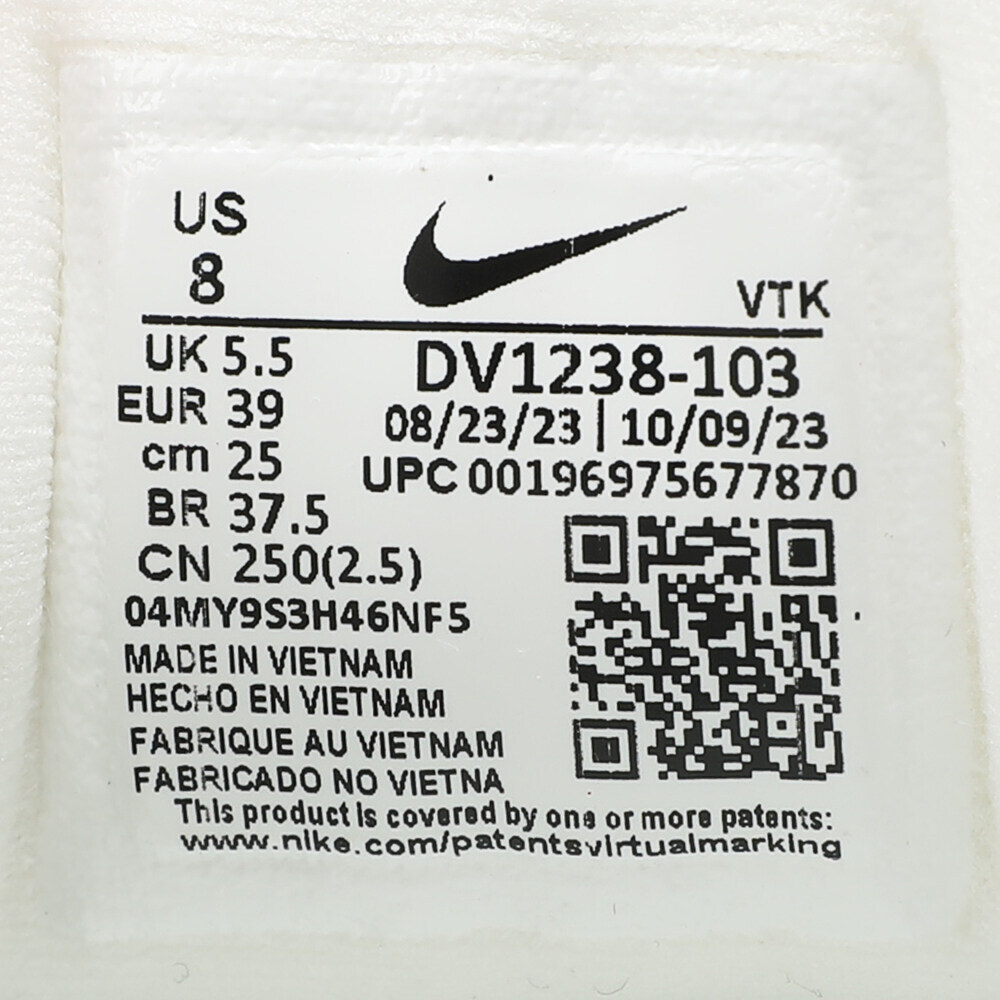 US
8
VTK
UK 5.5
EUR 39
cm 25
BR 37.5
CN 250(2.5)
DV1238-103
08/23/23 | 10/09/23
UPC 00196975677870
04MY9S3H46NF5
MADE IN VIETNAM
HECHO EN VIETNAM
FABRIQUE AU VIETNAM
FABRICADO NO VIETNA
This product is covered by one or more patents:
www.nike.com/patentsvirtualmarking